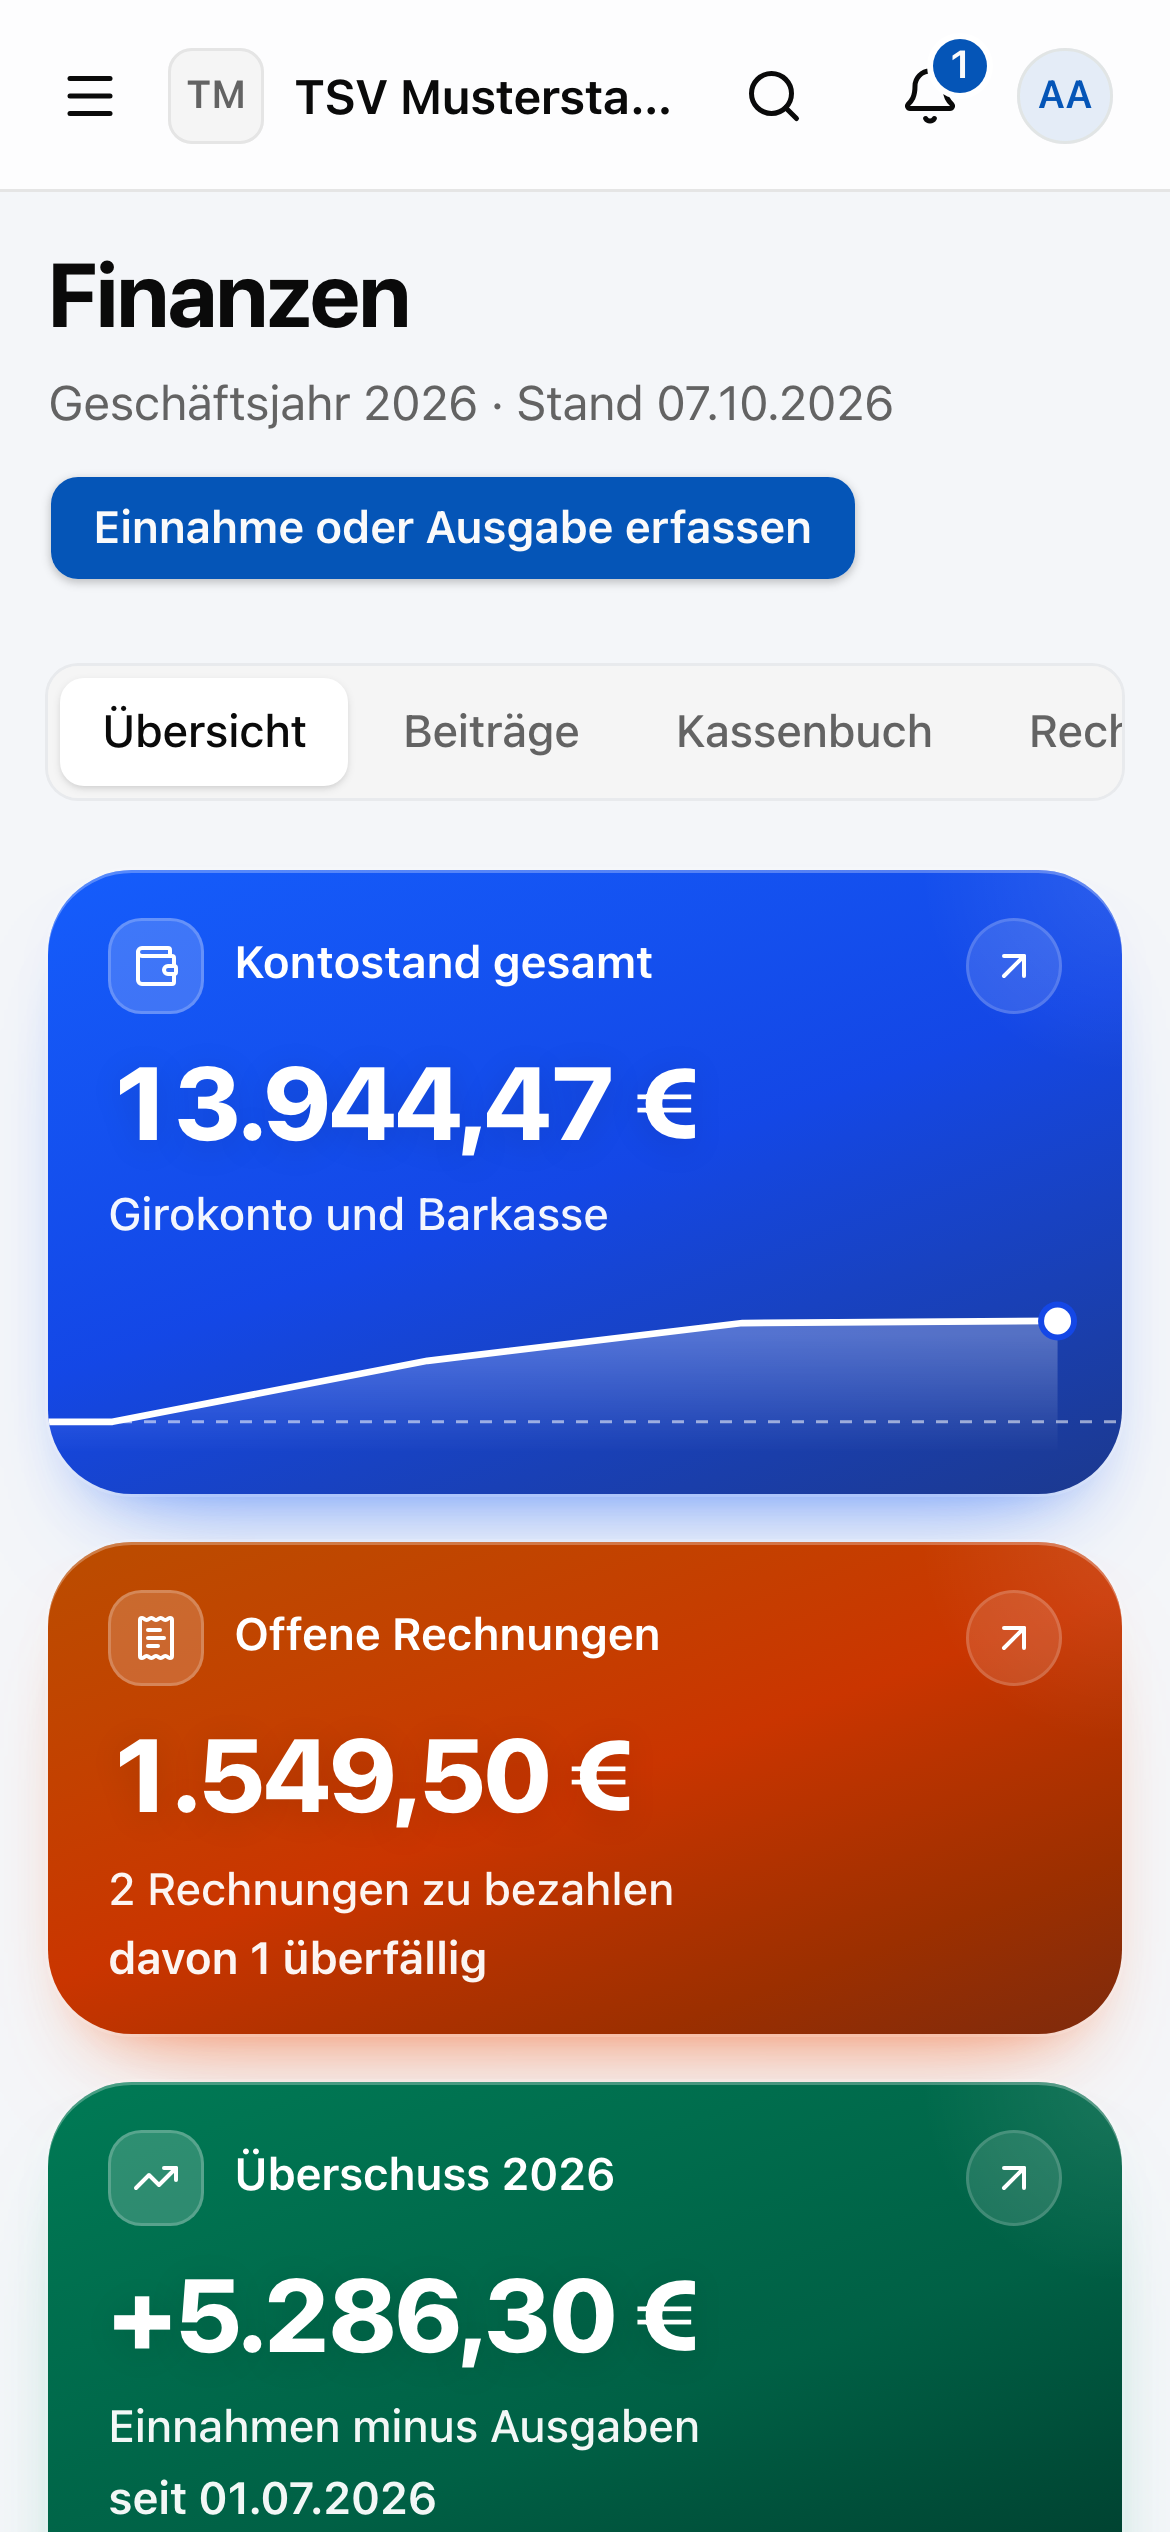 TM
TSV Mustersta...
1
AA
Finanzen
Geschäftsjahr 2026 · Stand 07.10.2026
Einnahme oder Ausgabe erfassen
Übersicht
Beiträge
Kassenbuch
Rech
Kontostand gesamt
13.944,47 €
Girokonto und Barkasse
Offene Rechnungen
1.549,50 €
2 Rechnungen zu bezahlen
davon 1 überfällig
Überschuss 2026
+5.286,30 €
Einnahmen minus Ausgaben
seit 01.07.2026